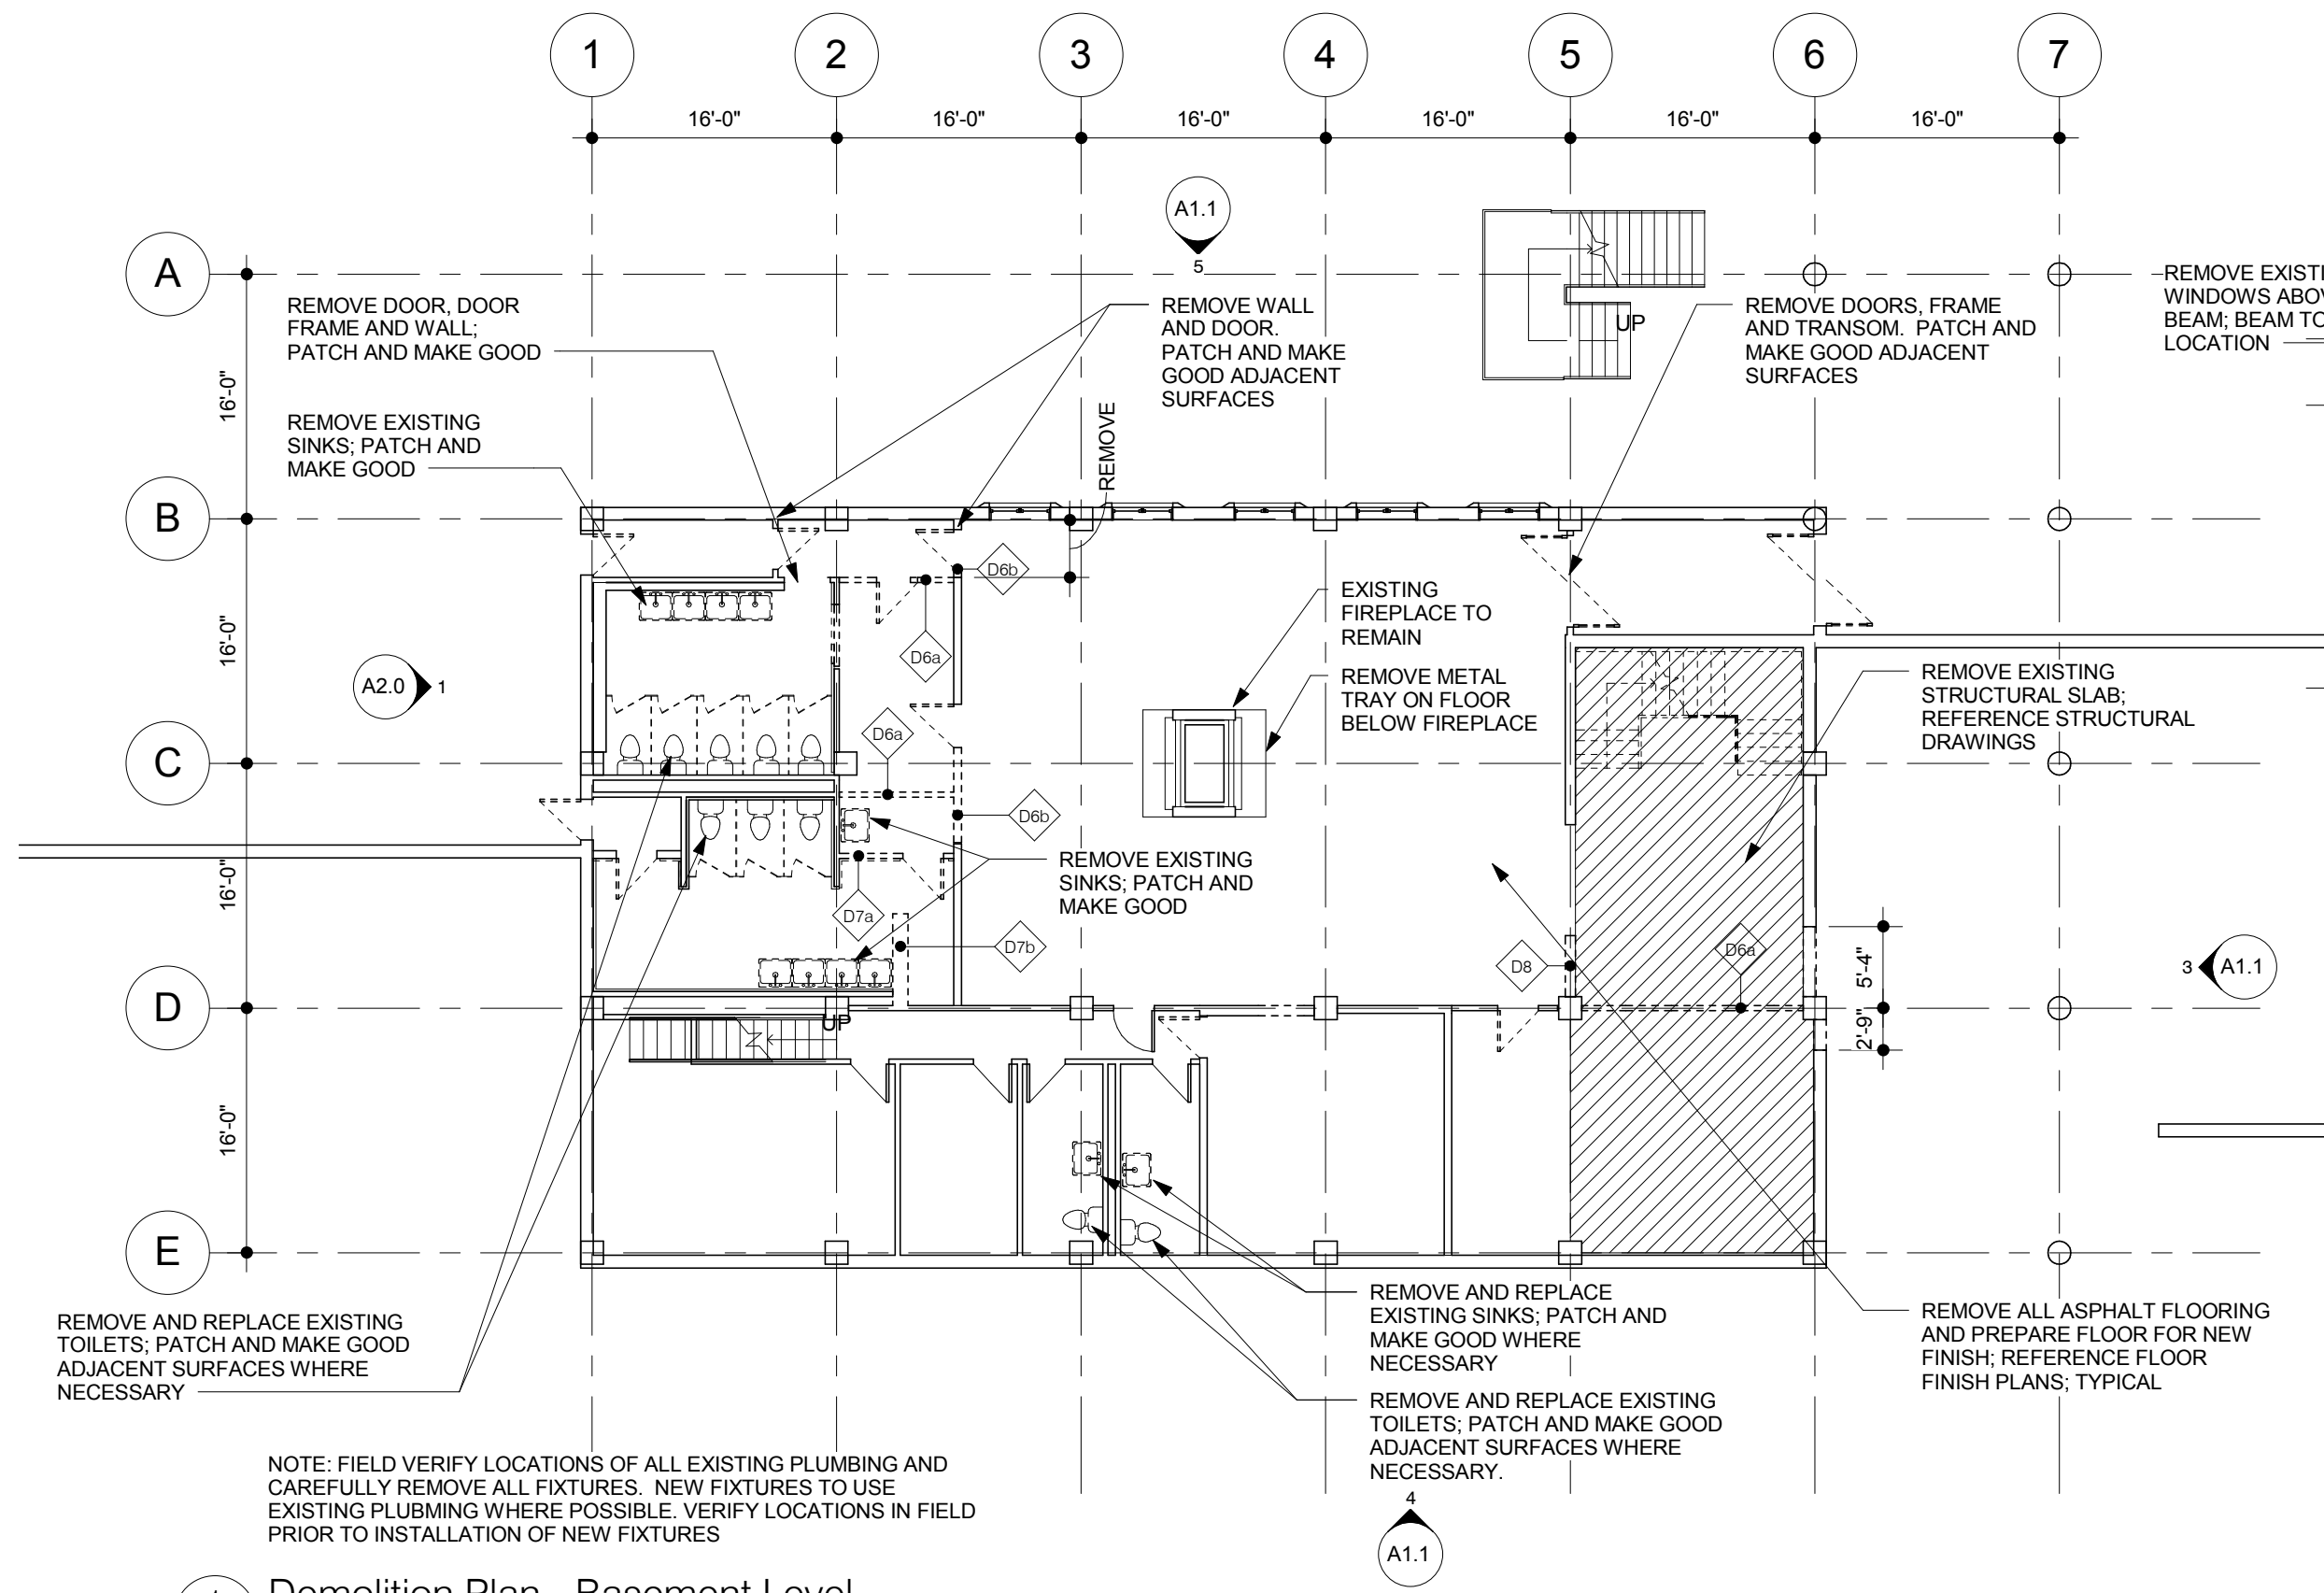 1
2
3
4
5
6
7
16'-0"
16'-0"
16'-0"
16'-0"
16'-0"
16'-0"
A1.1
5
A
REMOVE DOOR, DOOR
FRAME AND WALL;
PATCH AND MAKE GOOD
REMOVE WALL
AND DOOR.
PATCH AND MAKE
GOOD ADJACENT
SURFACES
UP
REMOVE DOORS, FRAME
AND TRANSOM. PATCH AND
MAKE GOOD ADJACENT
SURFACES
REMOVE
WINDOWS
BEAM; BEAM
LOCATION
16'-0"
REMOVE EXISTING
SINKS; PATCH AND
MAKE GOOD
REMOVE
B
D6b
EXISTING
FIREPLACE TO
REMAIN
16'-0"
A2.0
1
D6a
REMOVE METAL
TRAY ON FLOOR
BELOW FIREPLACE
REMOVE EXISTING
STRUCTURAL SLAB;
REFERENCE STRUCTURAL
DRAWINGS
D6a
C
D6b
REMOVE EXISTING
SINKS; PATCH AND
MAKE GOOD
16'-0"
D7a
D7b
D8
D6a
5'-4"
3
A1.1
D
UP
2'-9"
16'-0"
E
REMOVE AND REPLACE EXISTING
TOILETS; PATCH AND MAKE GOOD
ADJACENT SURFACES WHERE
NECESSARY
REMOVE AND REPLACE
EXISTING SINKS; PATCH AND
MAKE GOOD WHERE
NECESSARY
REMOVE ALL ASPHALT FLOORING
AND PREPARE FLOOR FOR NEW
FINISH; REFERENCE FLOOR
FINISH PLANS; TYPICAL
REMOVE AND REPLACE EXISTING
TOILETS; PATCH AND MAKE GOOD
ADJACENT SURFACES WHERE
NECESSARY.
NOTE: FIELD VERIFY LOCATIONS OF ALL EXISTING PLUMBING AND
CAREFULLY REMOVE ALL FIXTURES. NEW FIXTURES TO USE
EXISTING PLUBMING WHERE POSSIBLE. VERIFY LOCATIONS IN FIELD
PRIOR TO INSTALLATION OF NEW FIXTURES
4
A1.1
Demolition Plan - Basement Level